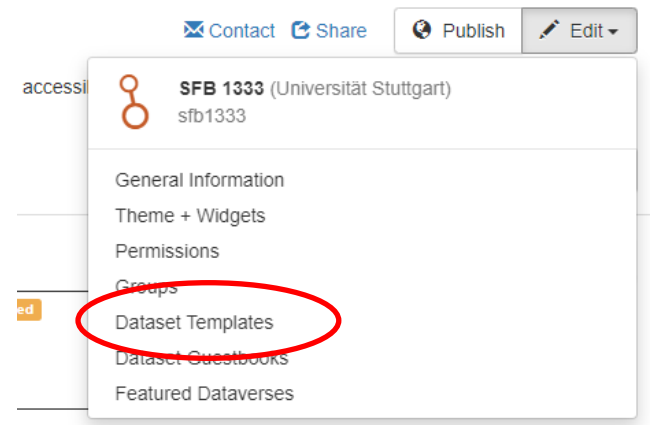 Contact Share Publish Edit
accessi
SFB 1333 (Universität Stuttgart)
sfb1333
General Information
Theme + Widgets
Permissions
Groups
ed
Dataset Templates
Dataset Guestbooks
Featured Dataverses